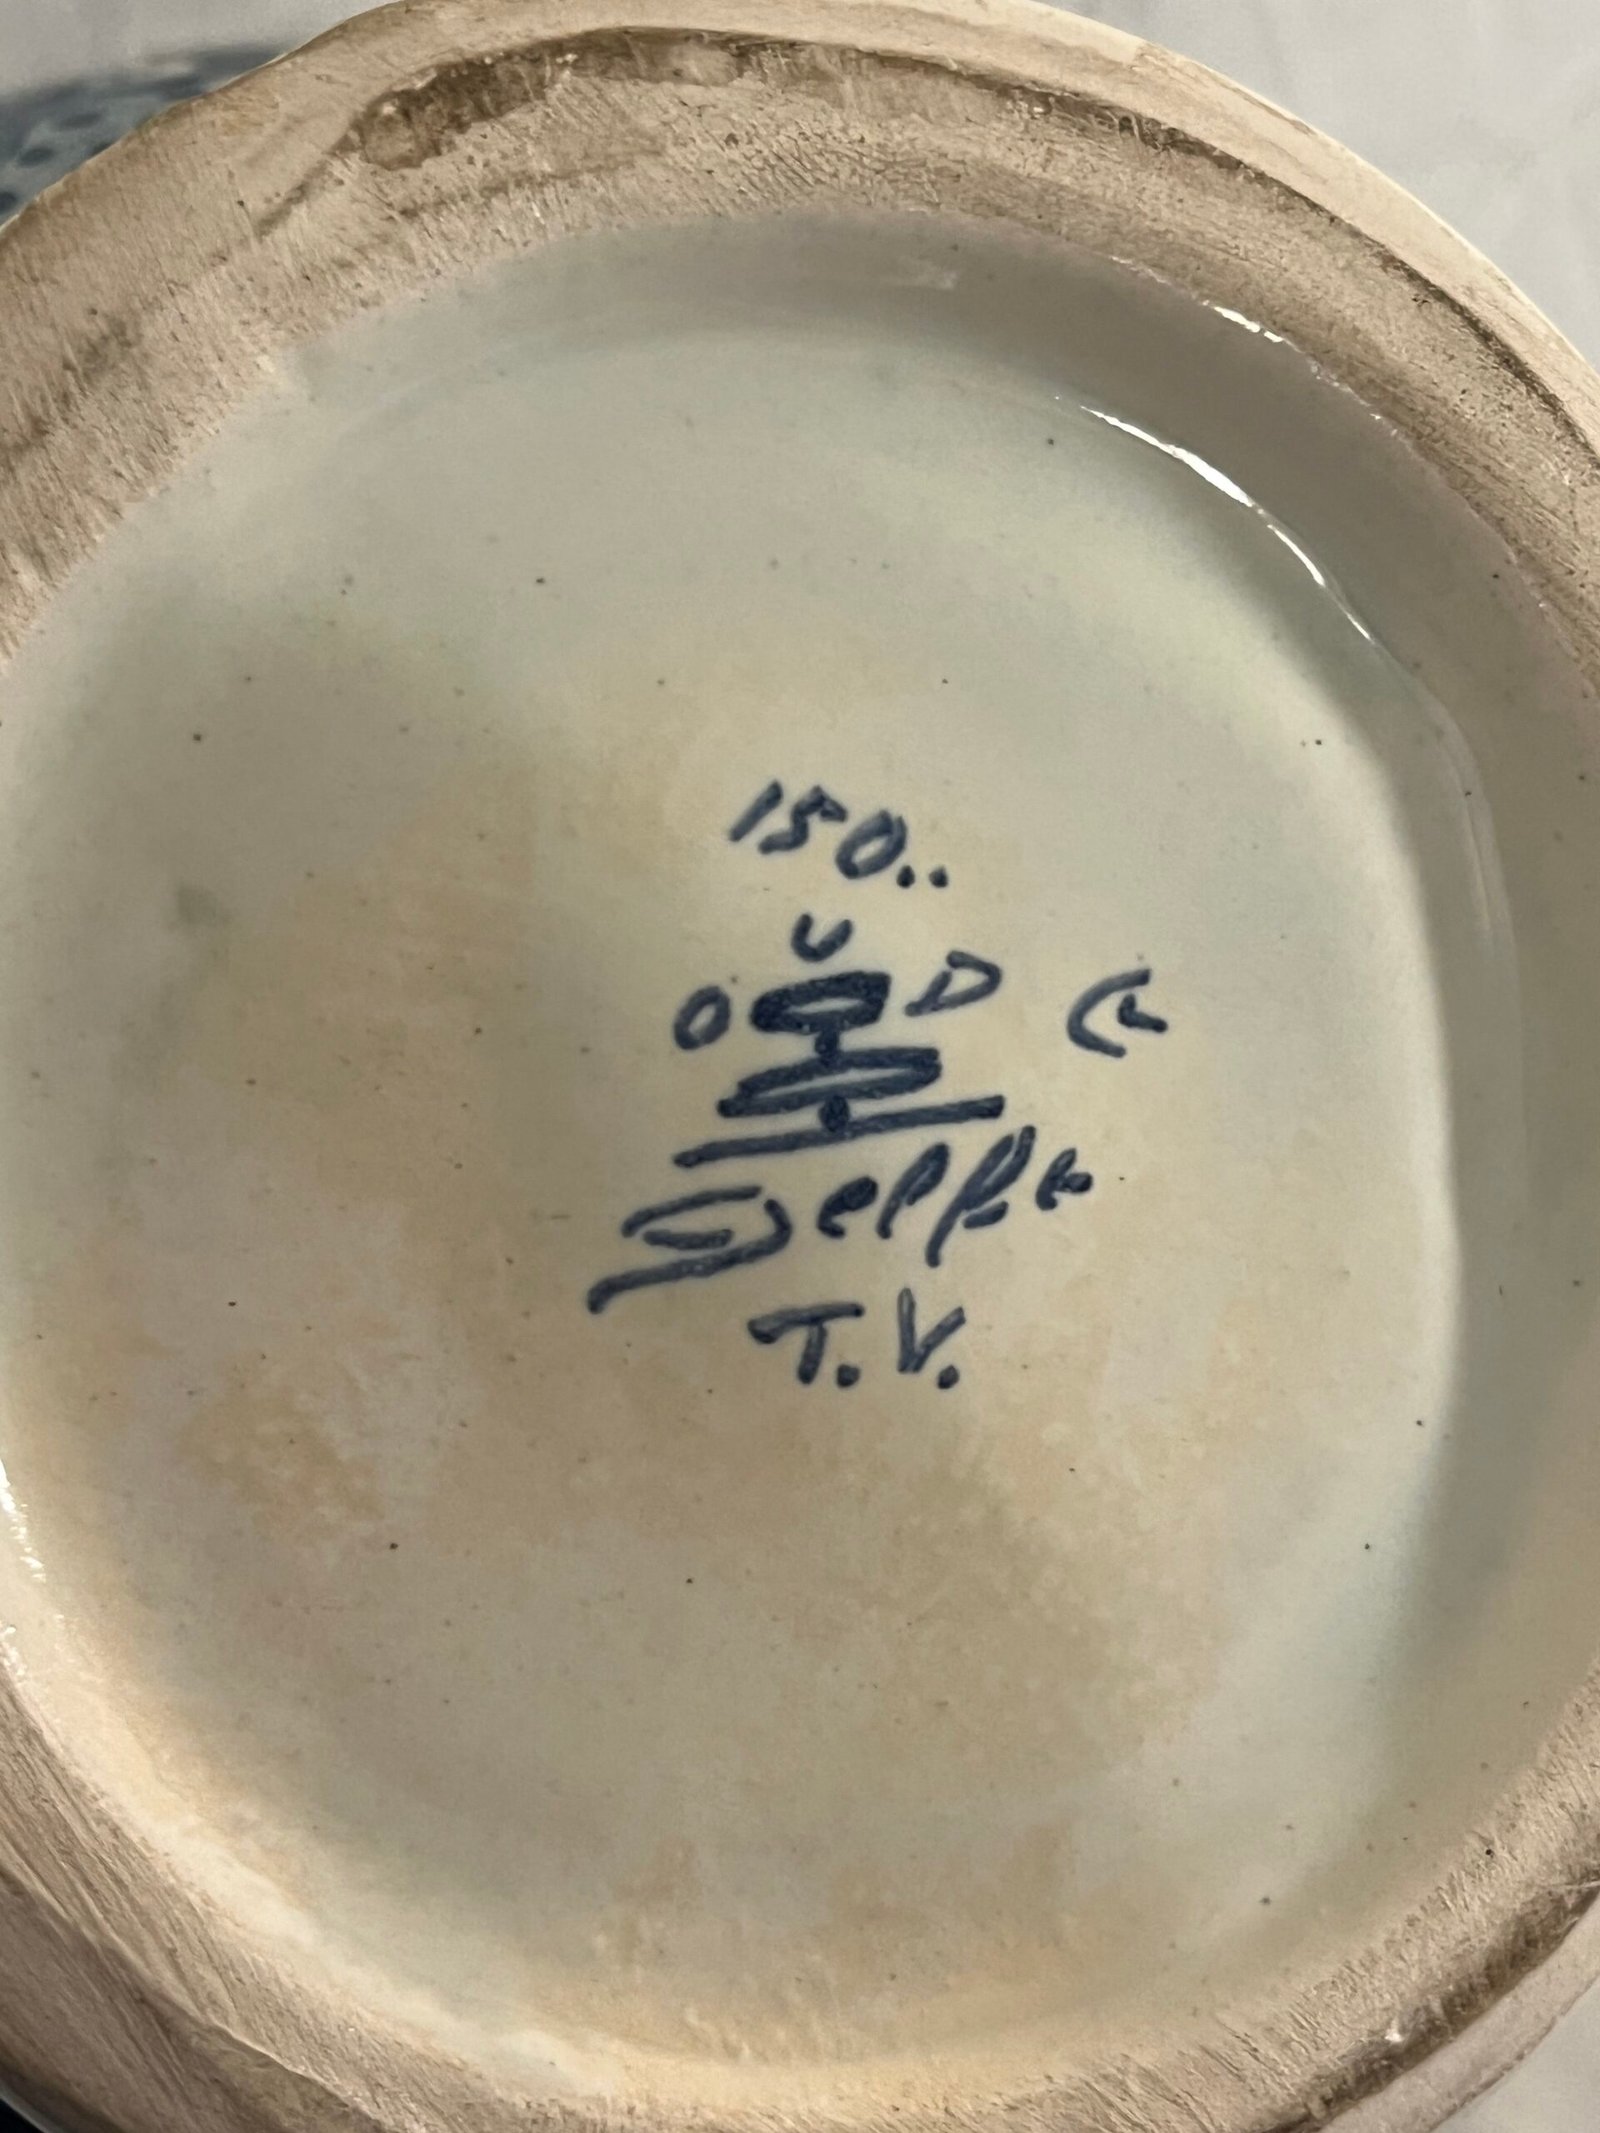 150..
O U D
Delft
T.V.